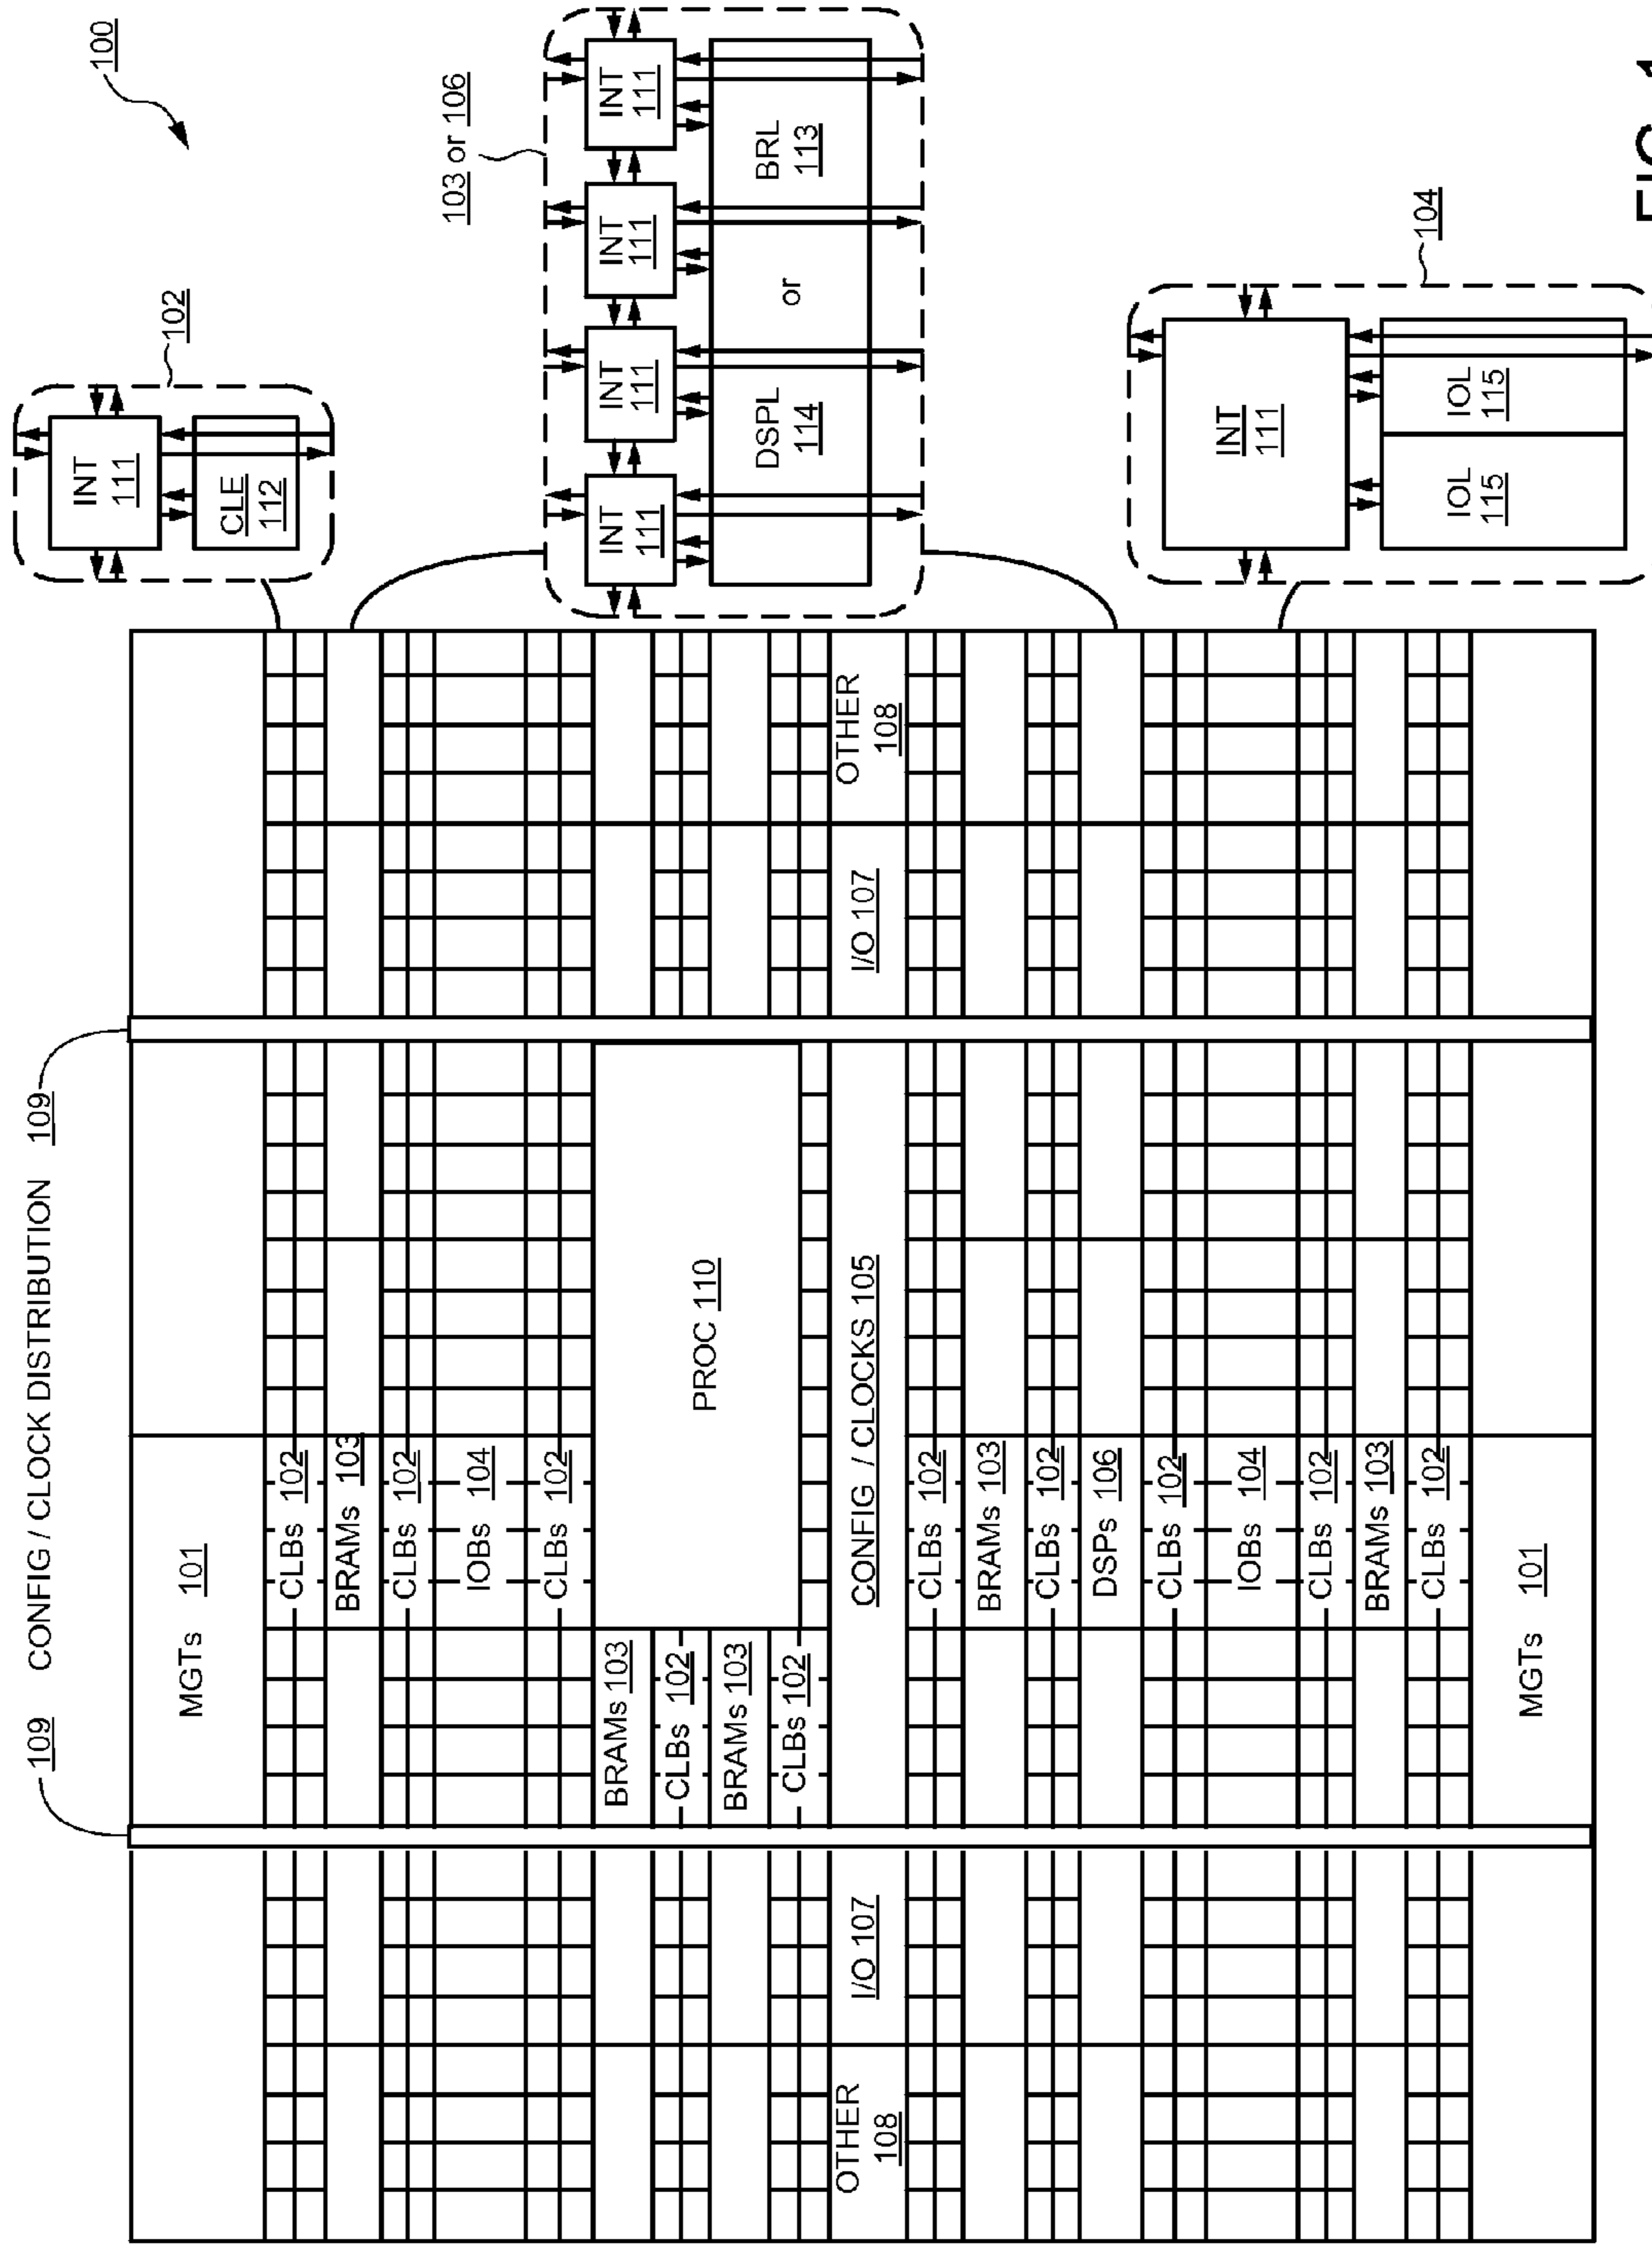 109 CONFIG / CLOCK DISTRIBUTION 109
100
MGTs 101
CLBs 102
BRAMs 103
CLBs 102
IOBs 104
CLBs 102
BRAMs 103
CLBs 102
BRAMs 103
CLBs 102
PROC 110
OTHER
108
I/O 107
CONFIG / CLOCKS 105
I/O 107
OTHER
108
CLBs 102
BRAMs 103
CLBs 102
DSPs 106
CLBs 102
IOBs 104
CLBs 102
BRAMs 103
CLBs 102
MGTs 101
102
INT
111
CLE
112
103 or 106
INT
111
INT
111
INT
111
INT
111
DSPL
114
or
BRL
113
104
INT
111
IOL
115
IOL
115